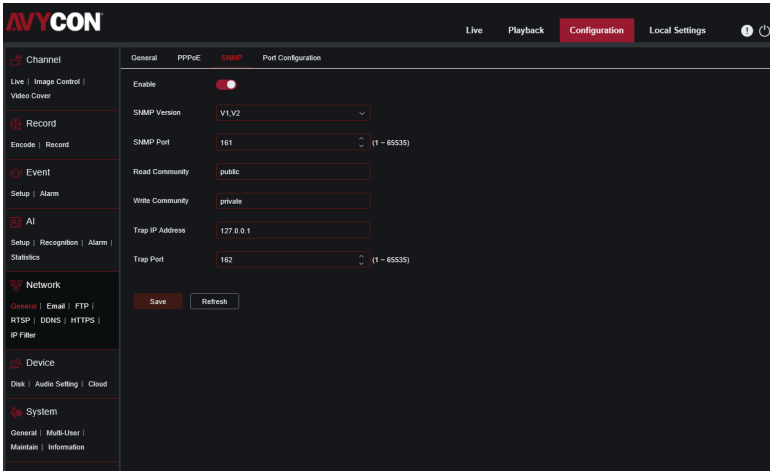 AVYCON
Live Playback Configuration Local Settings
Channel
Live | Image Control |
Video Cover
Record
Encode | Record
Event
Setup | Alarm
AI
Setup | Recognition | Alarm |
Statistics
Network
General | Email | FTP |
RTSP | DDNS | HTTPS |
IP Filter
Device
Disk | Audio Setting | Cloud
System
General | Multi-User |
Maintain | Information
General PPPoE SNMP Port Configuration
Enable
SNMP Version V1,V2
SNMP Port 161 (1 ~ 65535)
Read Community public
Write Community private
Trap IP Address 127.0.0.1
Trap Port 162 (1 ~ 65535)
Save Refresh